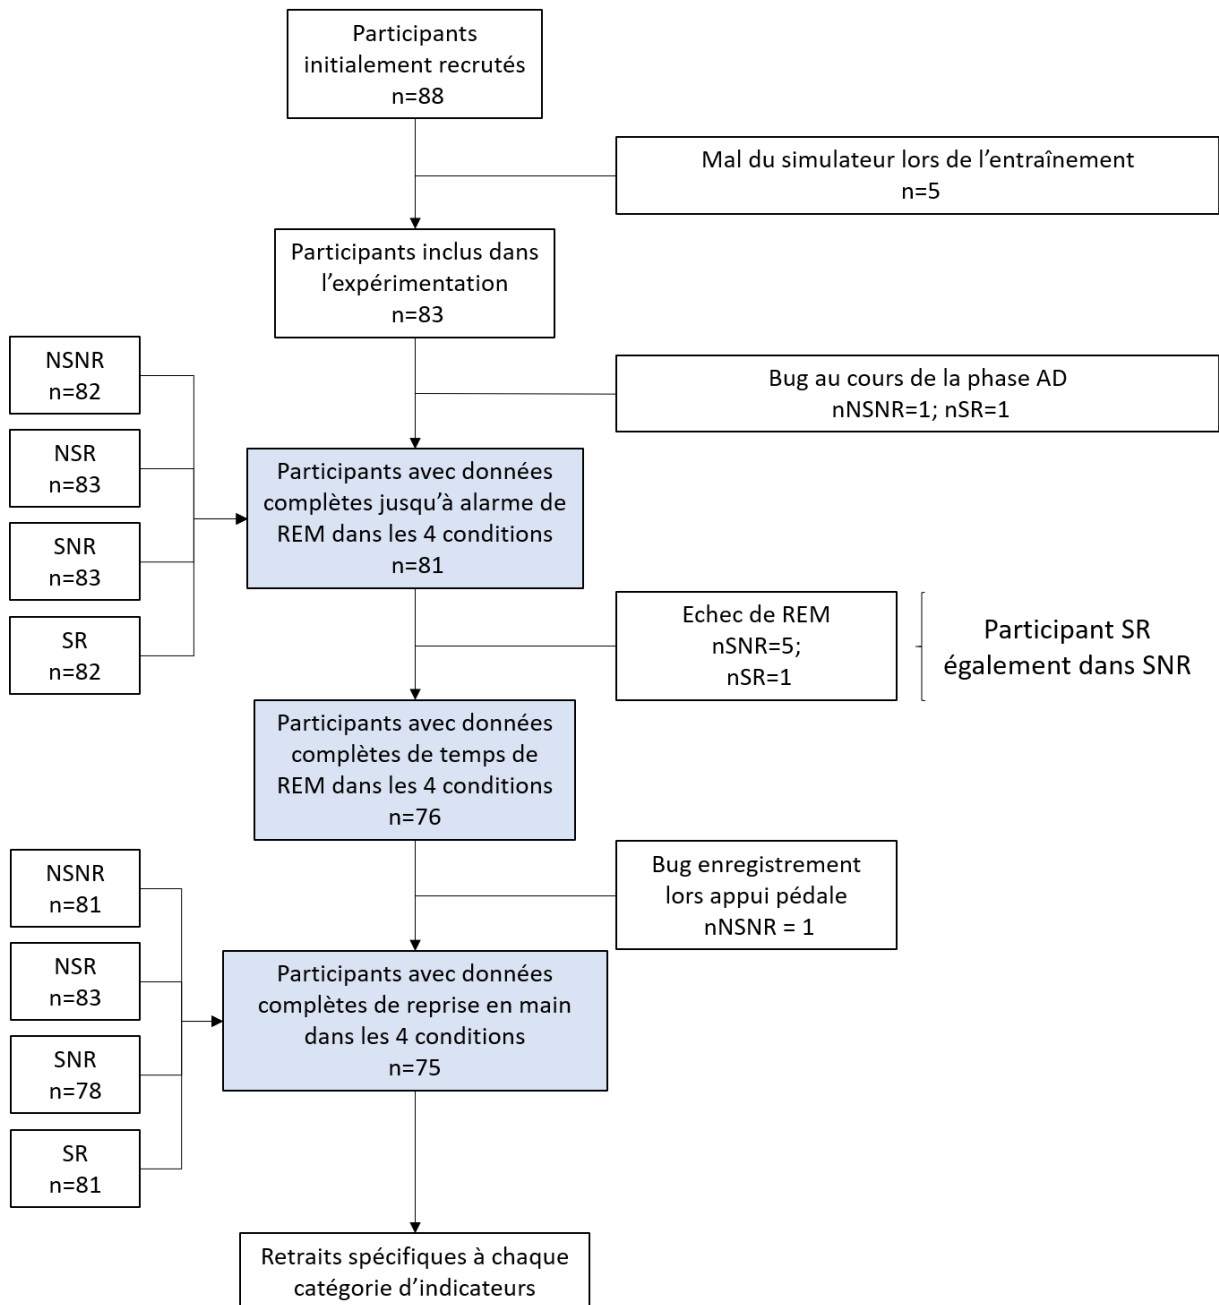 Participants
initialement recrutés
n=88
Mal du simulateur lors de l’entraînement
n=5
Participants inclus dans
l’expérimentation
n=83
NSNR
n=82
NSR
n=83
SNR
n=83
SR
n=82
Bug au cours de la phase AD
nNSNR=1; nSR=1
Participants avec données
complètes jusqu’à alarme de
REM dans les 4 conditions
n=81
Echec de REM
nSNR=5;
nSR=1
Participant SR
également dans SNR
Participants avec données
complètes de temps de
REM dans les 4 conditions
n=76
Bug enregistrement
lors appui pédale
nNSNR = 1
NSNR
n=81
NSR
n=83
SNR
n=78
SR
n=81
Participants avec données
complètes de reprise en main
dans les 4 conditions
n=75
Retraits spécifiques à chaque
catégorie d’indicateurs